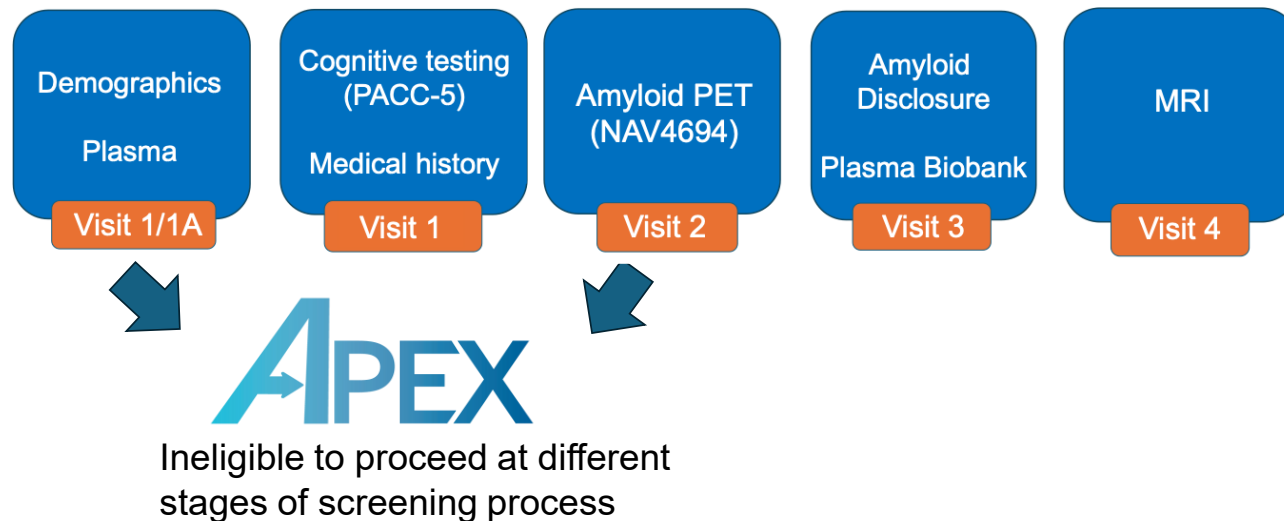 Demographics
Plasma
Visit 1/1A
Cognitive testing
(PACC-5)
Medical history
Visit 1
Amyloid PET
(NAV4694)
Visit 2
Amyloid
Disclosure
Plasma Biobank
Visit 3
MRI
Visit 4
APEX
Ineligible to proceed at different
stages of screening process